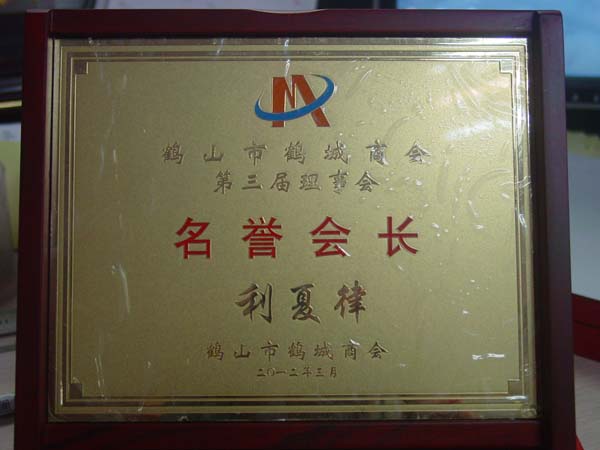 鹤山市鹤城商会
第三届理事会
名誉会长
利夏律
鹤山市鹤城商会
二〇一二年三月